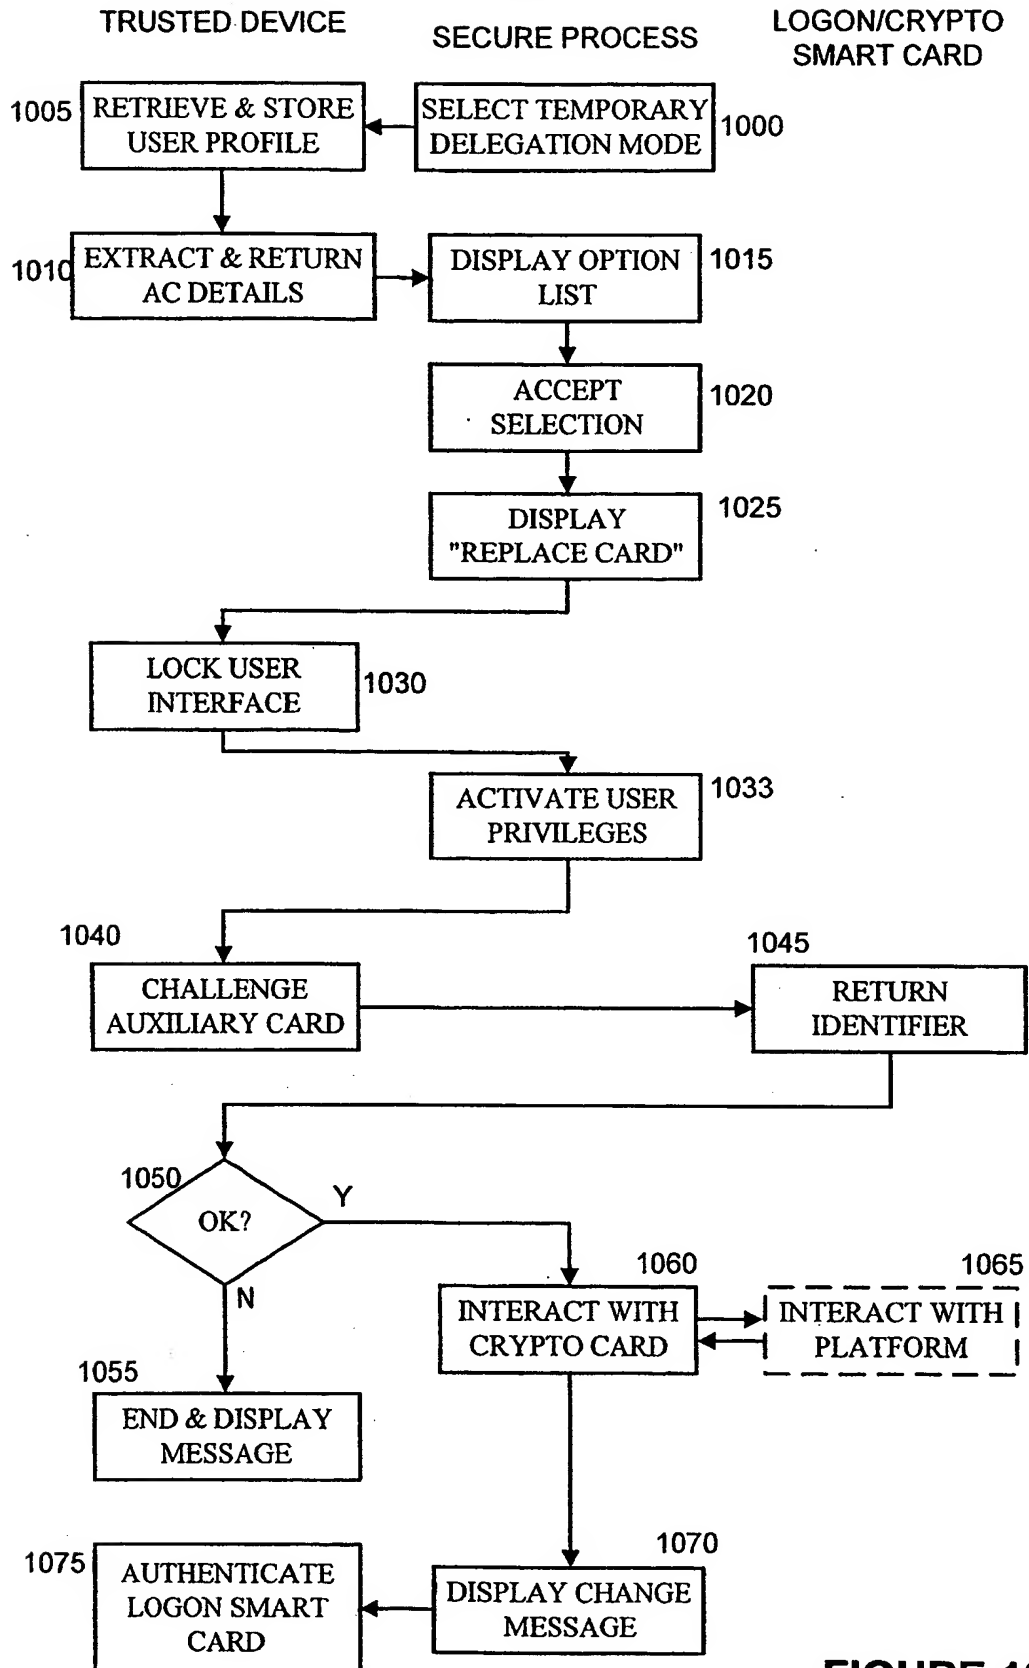 TRUSTED DEVICE
SECURE PROCESS
LOGON/CRYPTO
SMART CARD
1005
RETRIEVE & STORE
USER PROFILE
SELECT TEMPORARY
DELEGATION MODE
1000
1010
EXTRACT & RETURN
AC DETAILS
DISPLAY OPTION
LIST
1015
ACCEPT
SELECTION
1020
DISPLAY
"REPLACE CARD"
1025
LOCK USER
INTERFACE
1030
ACTIVATE USER
PRIVILEGES
1033
1040
CHALLENGE
AUXILIARY CARD
1045
RETURN
IDENTIFIER
1050
OK?
Y
N
1060
INTERACT WITH
CRYPTO CARD
1065
INTERACT WITH
PLATFORM
1055
END & DISPLAY
MESSAGE
1070
DISPLAY CHANGE
MESSAGE
1075
AUTHENTICATE
LOGON SMART
CARD